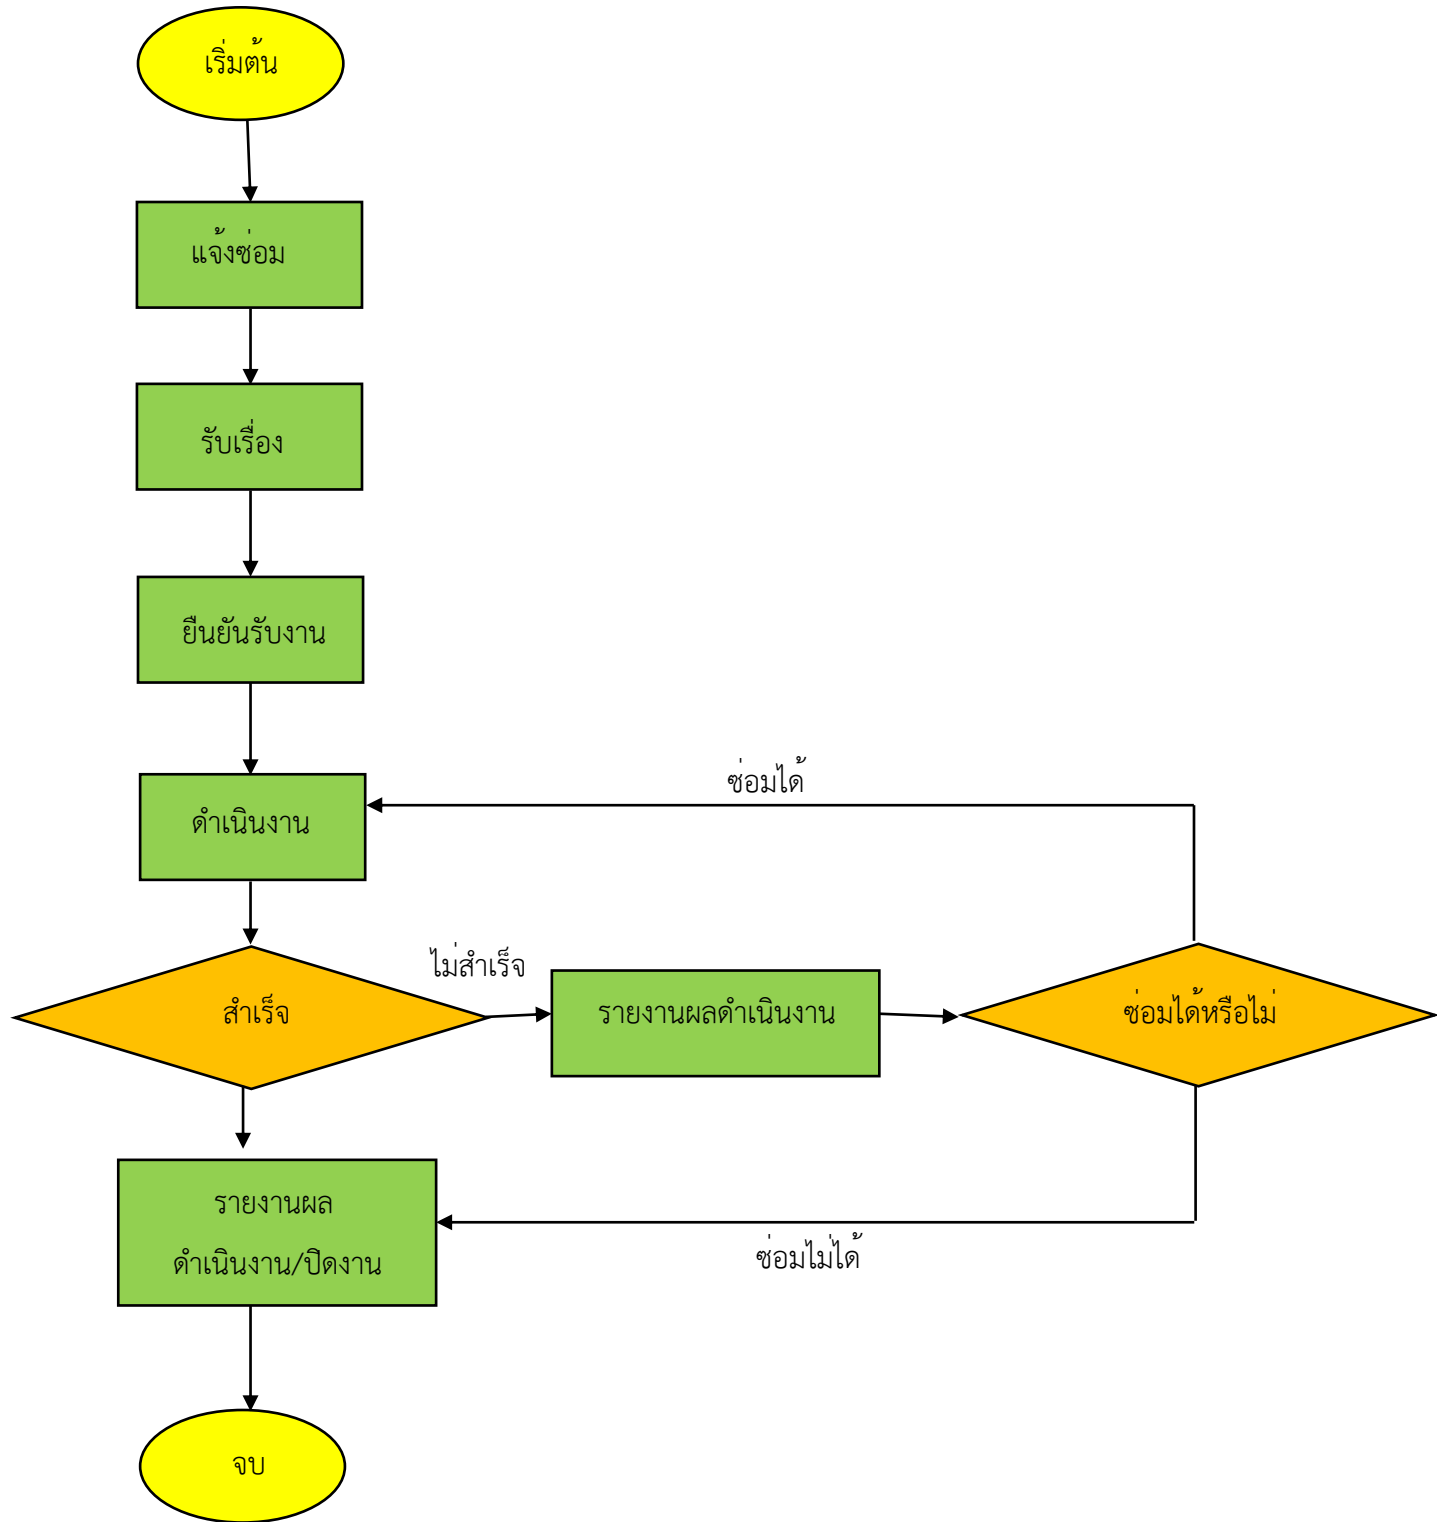 เริ่มต้น
แจ้งซ่อม
รับเรื่อง
ยืนยันรับงาน
ซ่อมได้
ดำเนินงาน
ไม่สำเร็จ
สำเร็จ
รายงานผลดำเนินงาน
ซ่อมได้หรือไม่
รายงานผล
ดำเนินงาน/ปิดงาน
ซ่อมไม่ได้
จบ